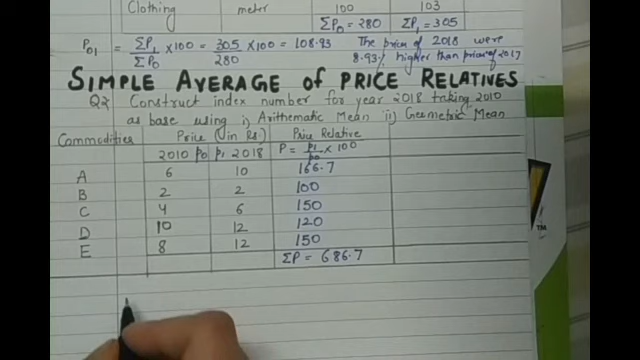 Clothing meter 100 103
ΣP₀ = 280 ΣP₁ = 305
P₀₁ = ΣP₁/ΣP₀ ×100 = 305/280 ×100 = 108.93 The price of 2018 were
8.93% higher than price of 2017
SIMPLE AVERAGE of PRICE RELATIVES
Q2 Construct index number for year 2018 taking 2010
as base using i) Arithematic Mean ii) Geometric Mean
Commodities Price (in Rs) Price Relative
2010 p₀ p₁ 2018 P = p₁/p₀ × 100
A 6 10 166.7
B 2 2 100
C 4 6 150
D 10 12 120
E 8 12 150
ΣP = 686.7